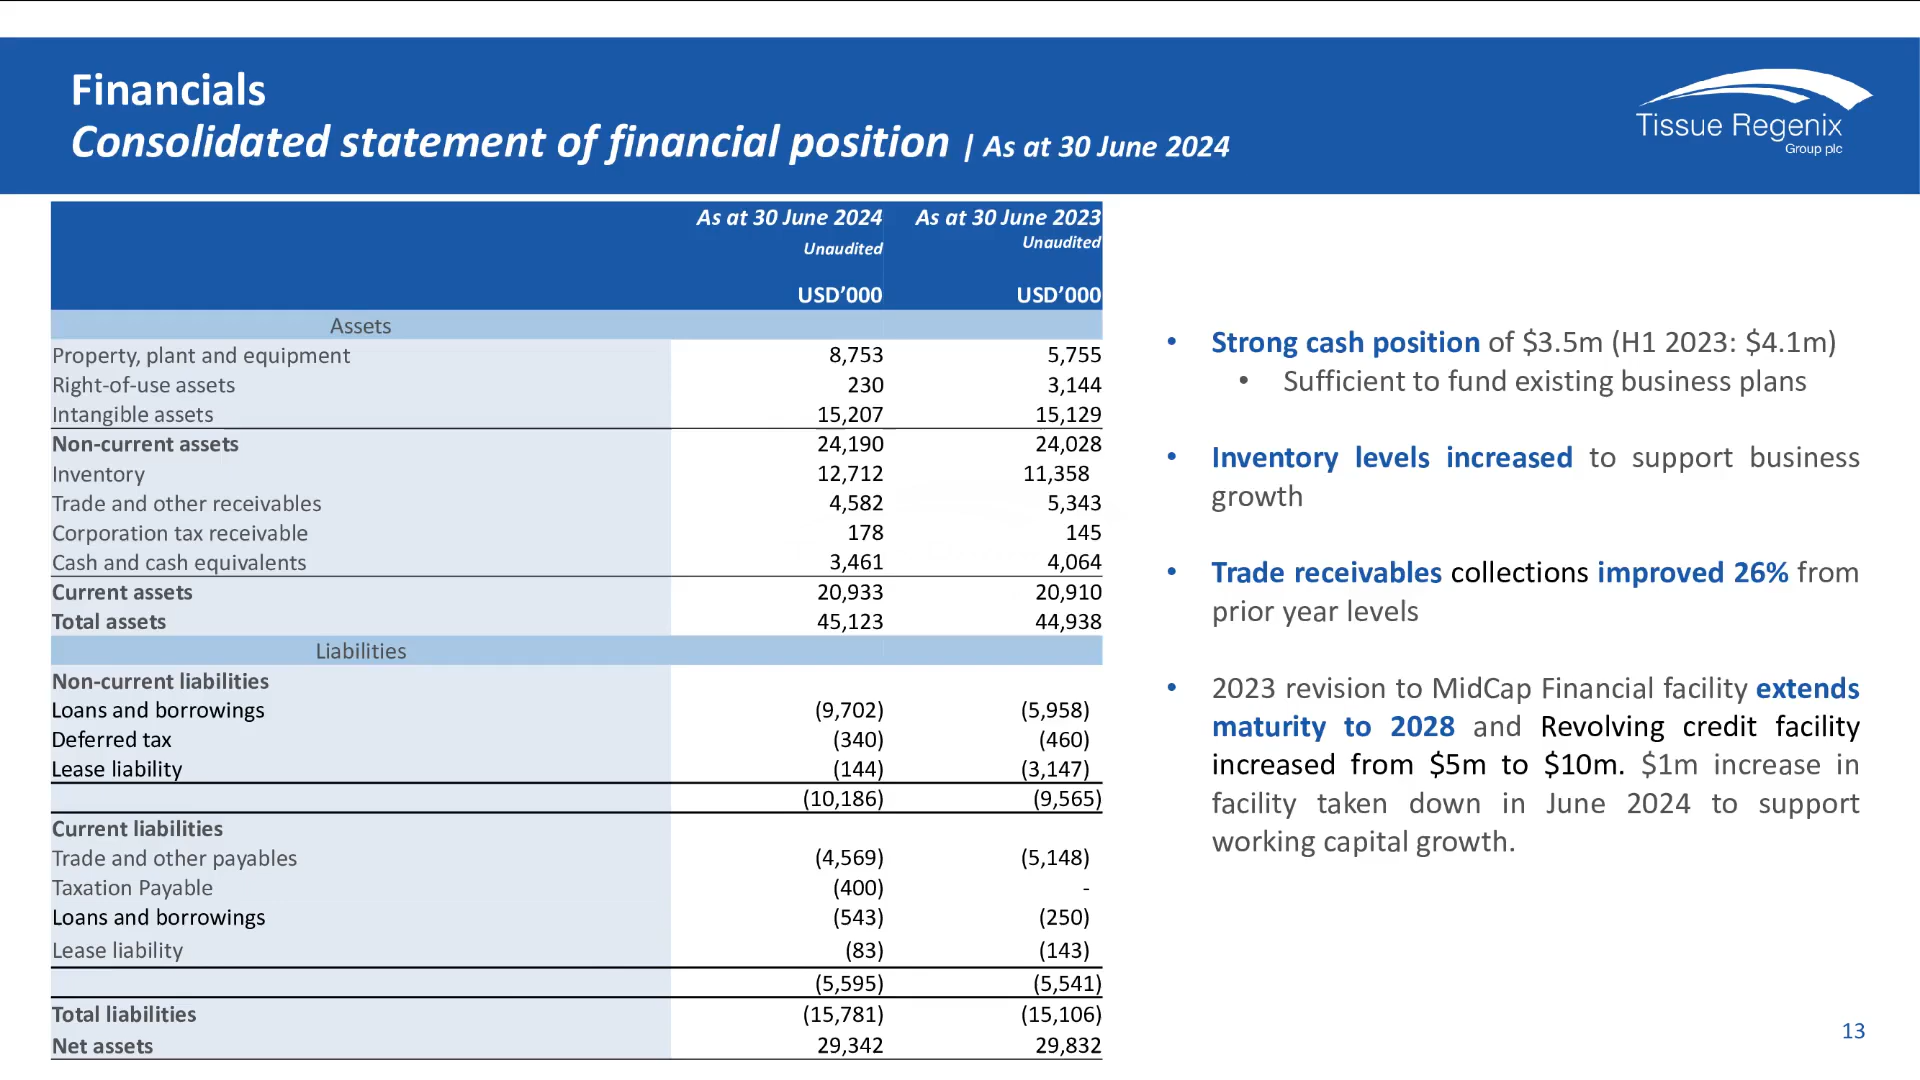 Financials
Consolidated statement of financial position | As at 30 June 2024
Tissue Regenix
Group plc
As at 30 June 2024 As at 30 June 2023
Unaudited Unaudited
USD’000 USD’000
Assets
Property, plant and equipment 8,753 5,755
Right-of-use assets 230 3,144
Intangible assets 15,207 15,129
Non-current assets 24,190 24,028
Inventory 12,712 11,358
Trade and other receivables 4,582 5,343
Corporation tax receivable 178 145
Cash and cash equivalents 3,461 4,064
Current assets 20,933 20,910
Total assets 45,123 44,938
Liabilities
Non-current liabilities
Loans and borrowings (9,702) (5,958)
Deferred tax (340) (460)
Lease liability (144) (3,147)
(10,186) (9,565)
Current liabilities
Trade and other payables (4,569) (5,148)
Taxation Payable (400) -
Loans and borrowings (543) (250)
Lease liability (83) (143)
(5,595) (5,541)
Total liabilities (15,781) (15,106)
Net assets 29,342 29,832
• Strong cash position of $3.5m (H1 2023: $4.1m)
• Sufficient to fund existing business plans
• Inventory levels increased to support business
growth
• Trade receivables collections improved 26% from
prior year levels
• 2023 revision to MidCap Financial facility extends
maturity to 2028 and Revolving credit facility
increased from $5m to $10m. $1m increase in
facility taken down in June 2024 to support
working capital growth.
13